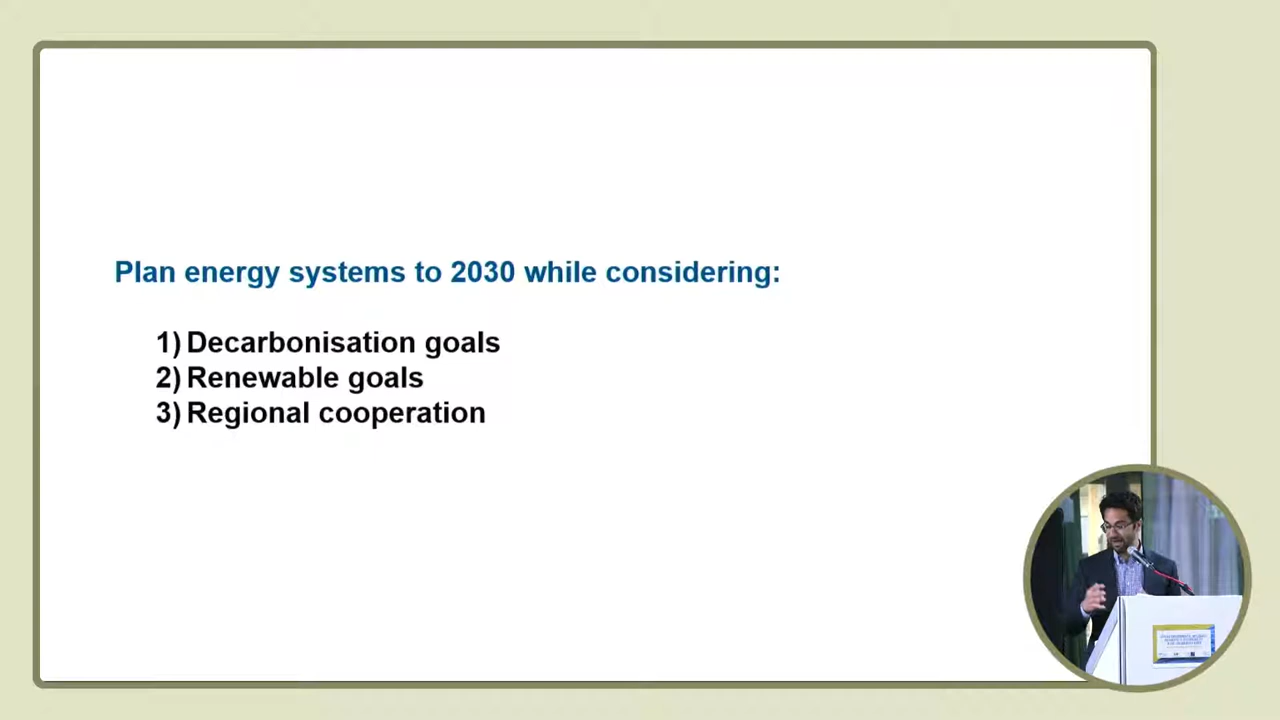 Plan energy systems to 2030 while considering:
1) Decarbonisation goals
2) Renewable goals
3) Regional cooperation